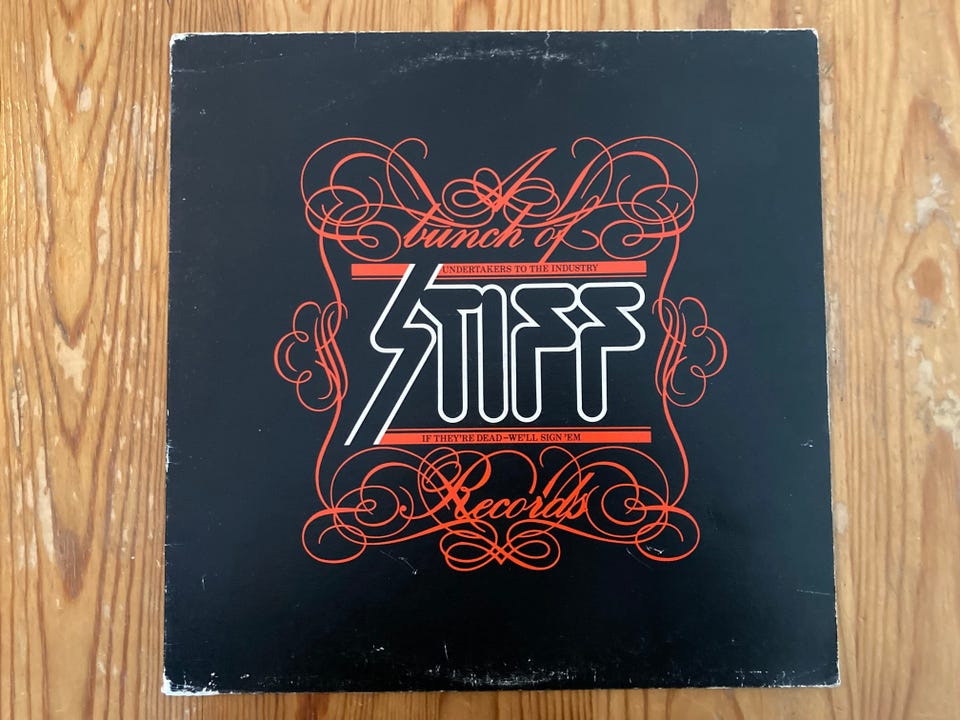 A
bunch of
UNDERTAKERS TO THE INDUSTRY
STIFF
IF THEY'RE DEAD–WE'LL SIGN 'EM
Records